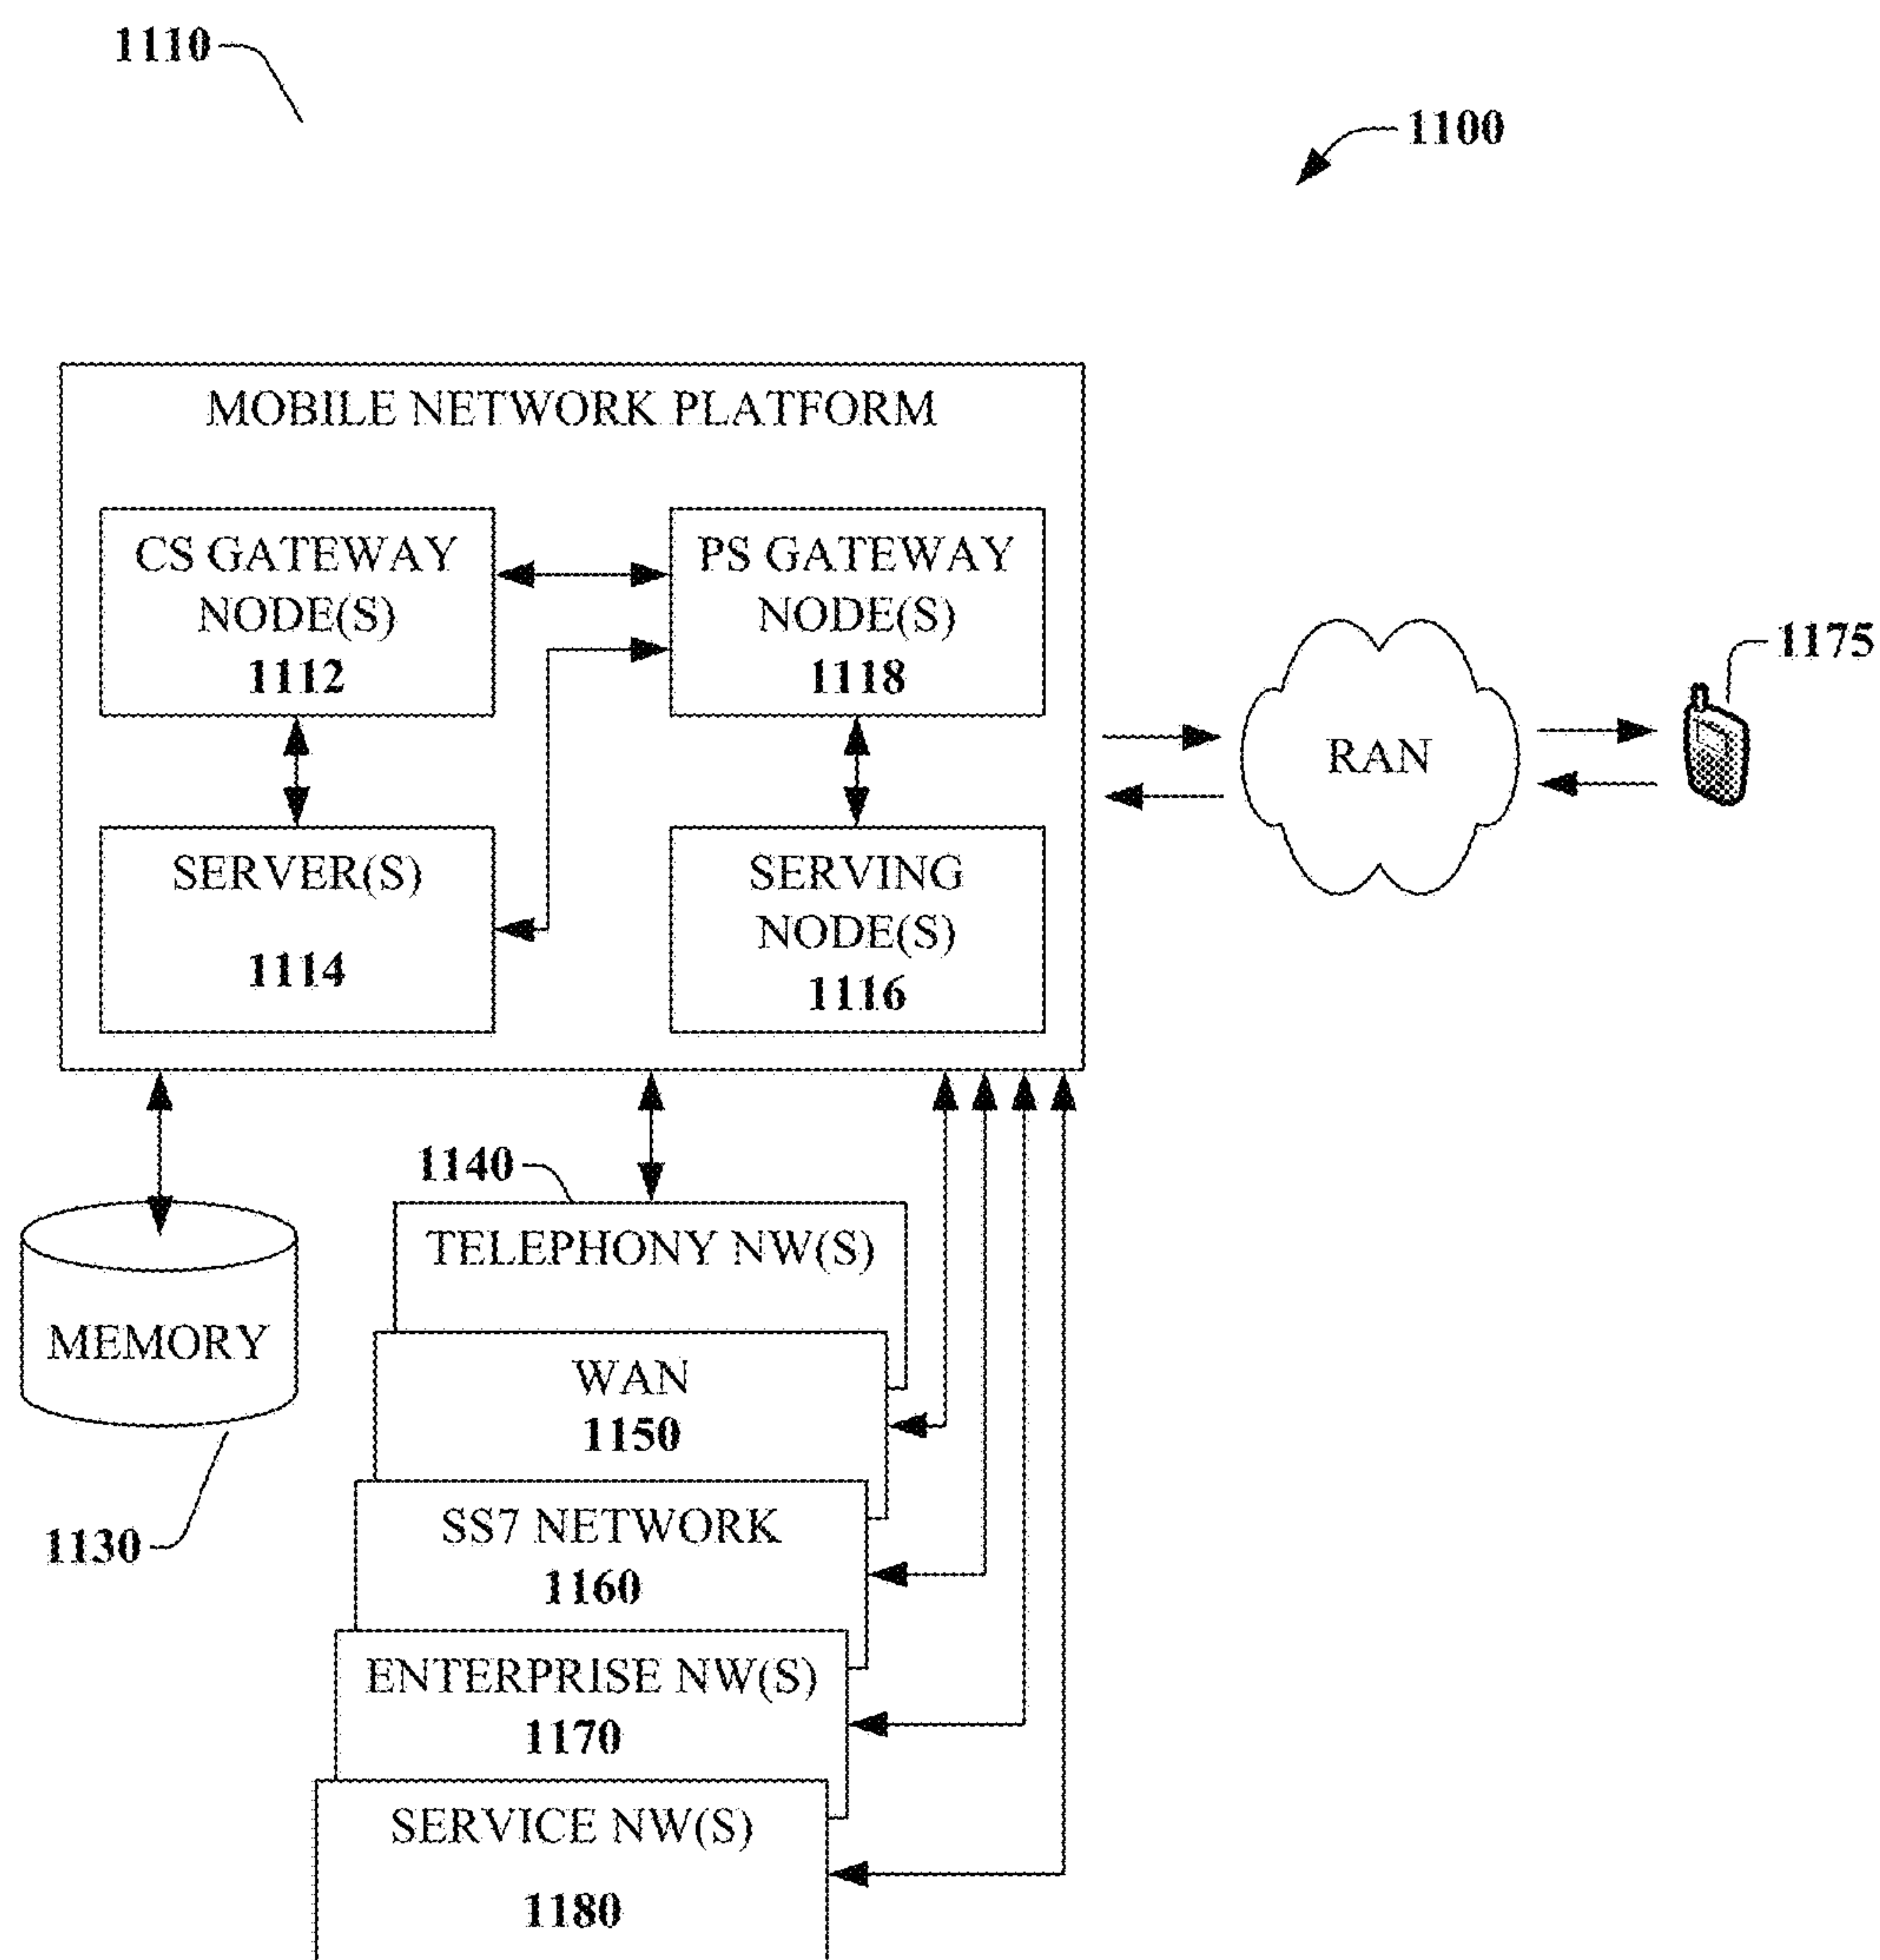 1110
1100
MOBILE NETWORK PLATFORM
CS GATEWAY
NODE(S)
1112
PS GATEWAY
NODE(S)
1118
SERVER(S)
1114
SERVING
NODE(S)
1116
RAN
1175
1140
TELEPHONY NW(S)
MEMORY
1130
WAN
1150
SS7 NETWORK
1160
ENTERPRISE NW(S)
1170
SERVICE NW(S)
1180